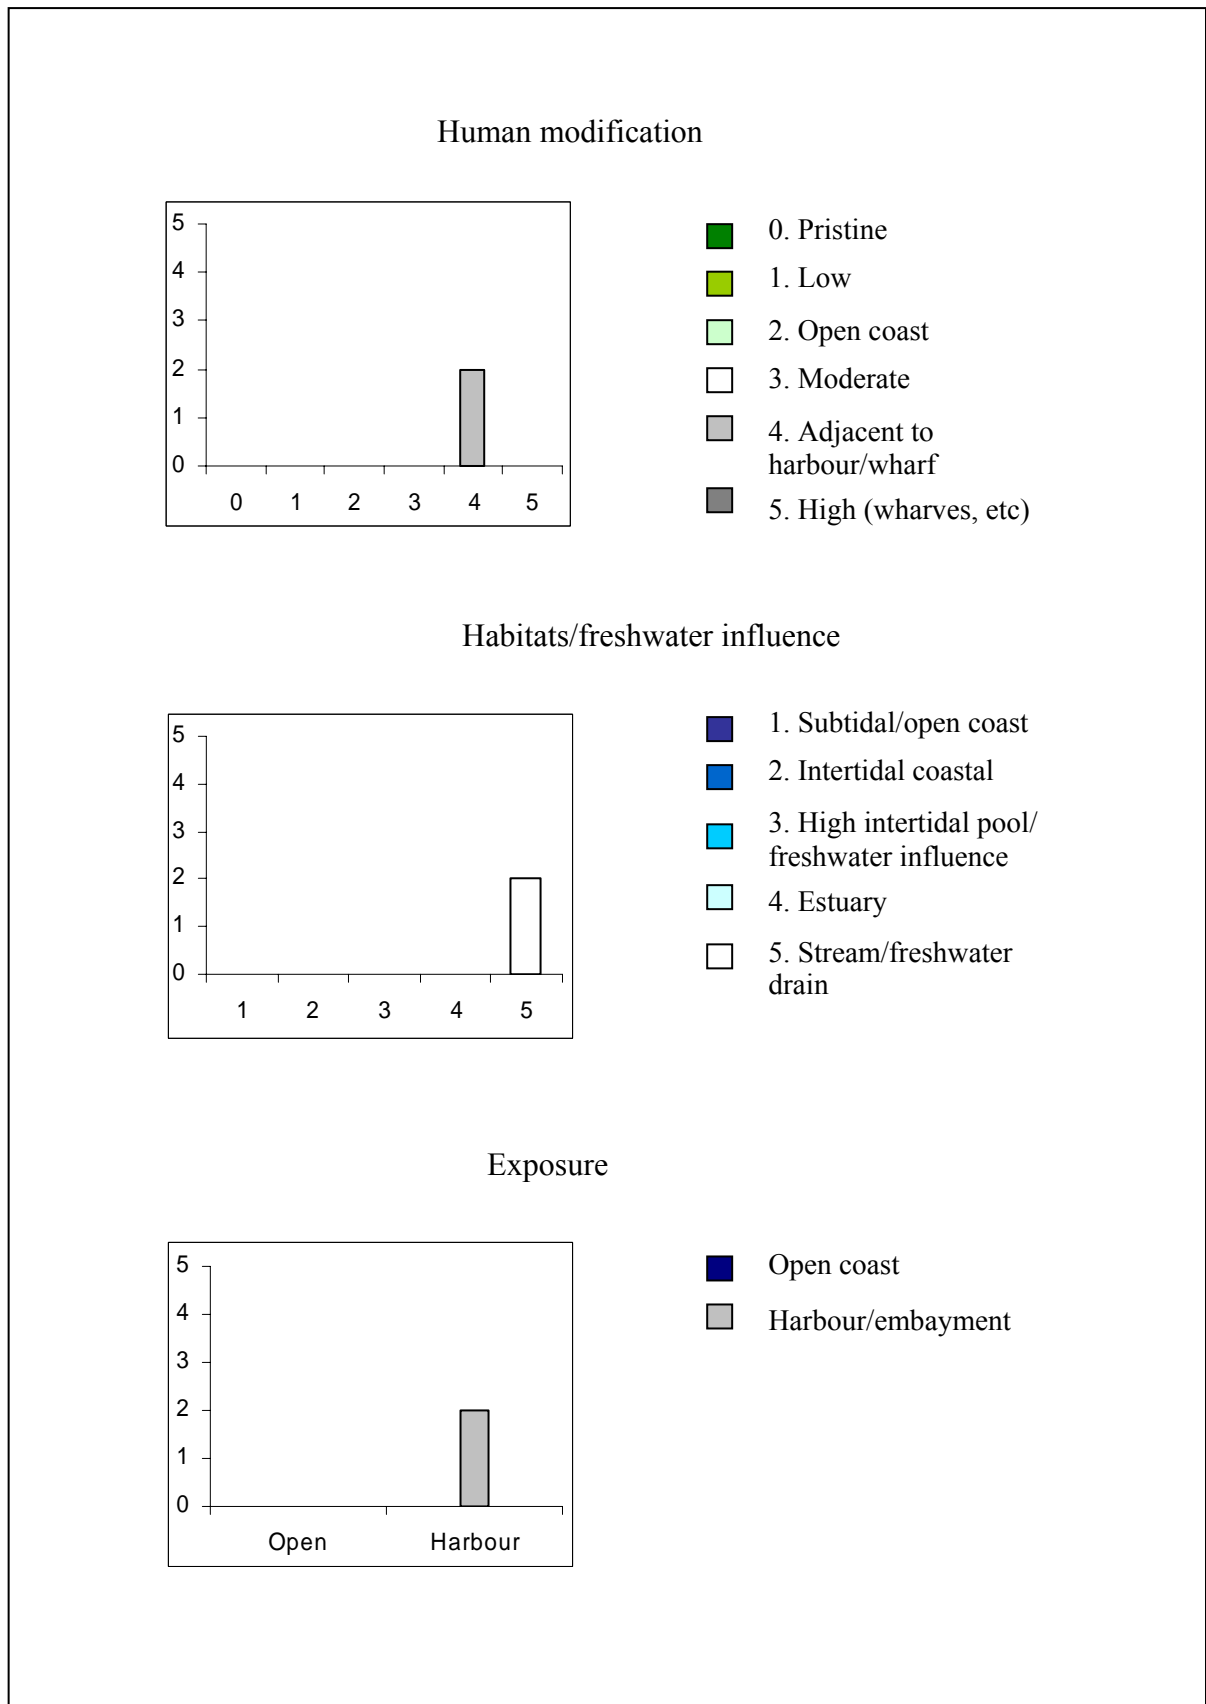 Human modification
5
4
3
2
1
0
0 1 2 3 4 5
0. Pristine
1. Low
2. Open coast
3. Moderate
4. Adjacent to
harbour/wharf
5. High (wharves, etc)
Habitats/freshwater influence
5
4
3
2
1
0
1 2 3 4 5
1. Subtidal/open coast
2. Intertidal coastal
3. High intertidal pool/
freshwater influence
4. Estuary
5. Stream/freshwater
drain
Exposure
5
4
3
2
1
0
Open Harbour
Open coast
Harbour/embayment